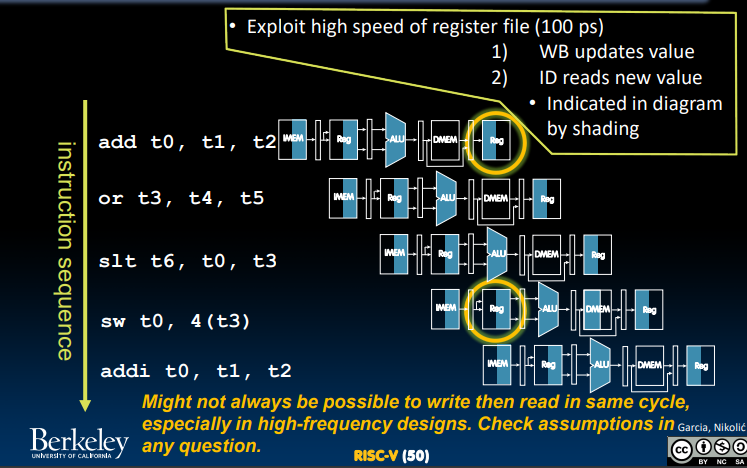 • Exploit high speed of register file (100 ps)
1) WB updates value
2) ID reads new value
• Indicated in diagram
by shading
instruction sequence
add t0, t1, t2
IMEM Reg ALU DMEM Reg
or t3, t4, t5
IMEM Reg ALU DMEM Reg
slt t6, t0, t3
IMEM Reg ALU DMEM Reg
sw t0, 4(t3)
IMEM Reg ALU DMEM Reg
addi t0, t1, t2
IMEM Reg ALU DMEM Reg
Might not always be possible to write then read in same cycle,
especially in high-frequency designs. Check assumptions in
any question.
Garcia, Nikolić
Berkeley
UNIVERSITY OF CALIFORNIA
RISC-V (50)
cc
BY NC SA